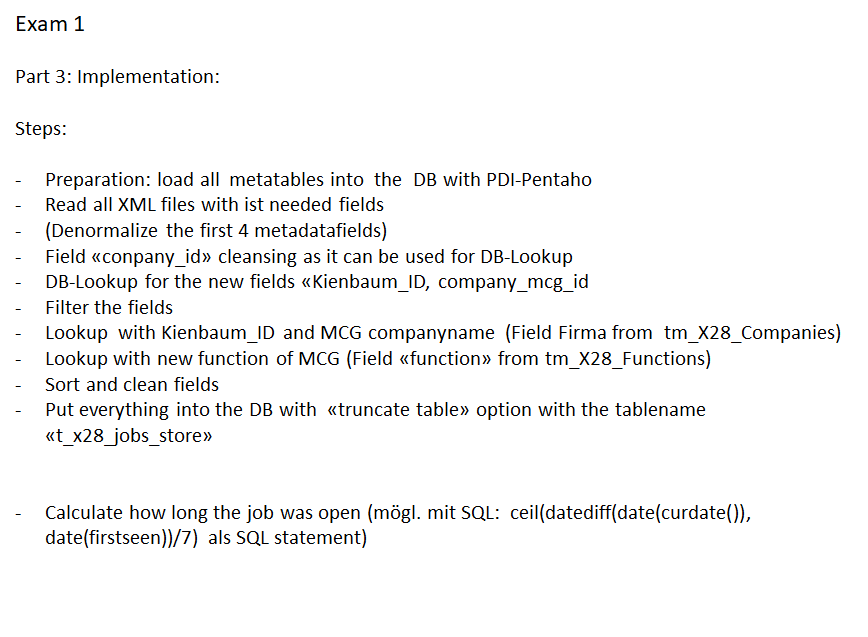 Exam 1
Part 3: Implementation:
Steps:
- Preparation: load all metatables into the DB with PDI-Pentaho
- Read all XML files with ist needed fields
- (Denormalize the first 4 metadatafields)
- Field «conpany_id» cleansing as it can be used for DB-Lookup
- DB-Lookup for the new fields «Kienbaum_ID, company_mcg_id
- Filter the fields
- Lookup with Kienbaum_ID and MCG companyname (Field Firma from tm_X28_Companies)
- Lookup with new function of MCG (Field «function» from tm_X28_Functions)
- Sort and clean fields
- Put everything into the DB with «truncate table» option with the tablename
«t_x28_jobs_store»
- Calculate how long the job was open (mögl. mit SQL: ceil(datediff(date(curdate()),
date(firstseen))/7) als SQL statement)